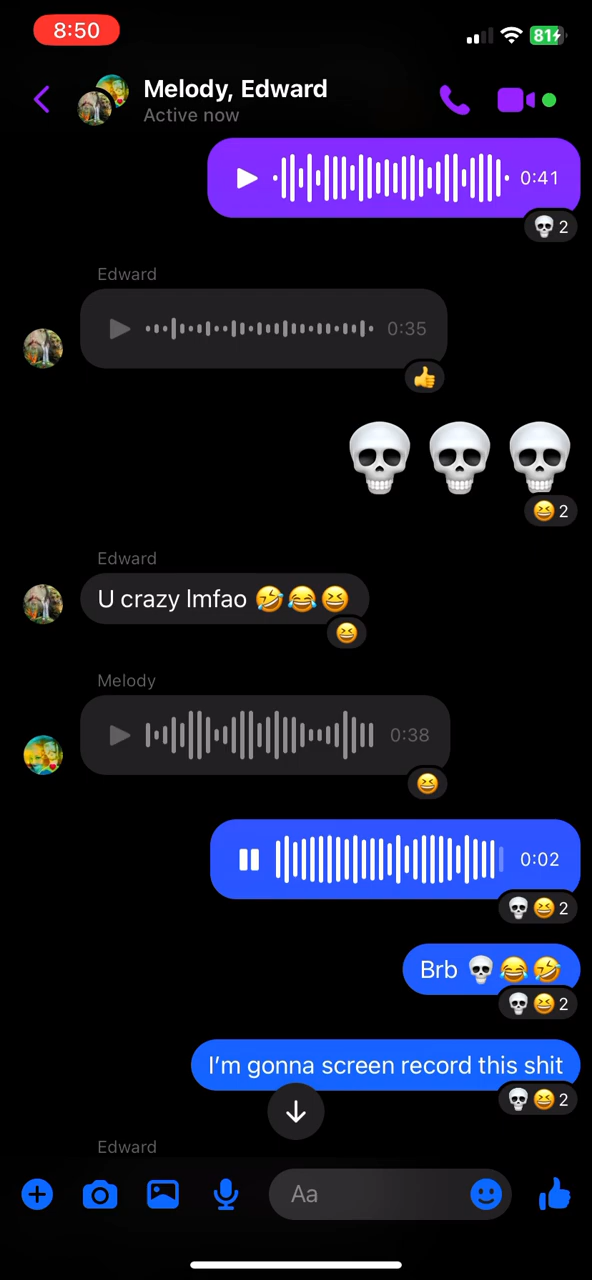 8:50
81
Melody, Edward
Active now
0:41
💀 2
Edward
0:35
👍
💀💀💀
😆 2
Edward
U crazy lmfao 🤣😂😆
😆
Melody
0:38
😆
0:02
💀😆 2
Brb 💀😂🤣
💀😆 2
I'm gonna screen record this shit
💀😆 2
Edward
Aa